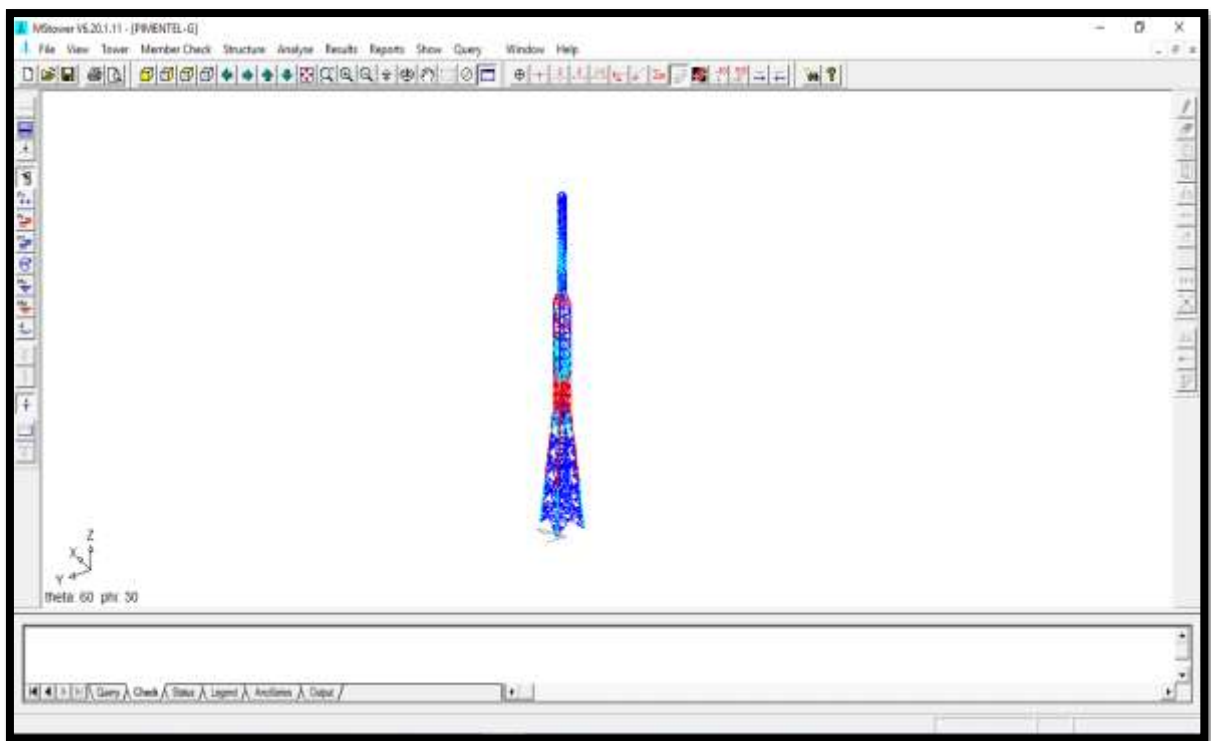 MStower V6.20.1.11 - [PIMENTEL-G]
File View Tower Member Check Structure Analyse Results Reports Show Query Window Help
Z
X
Y
theta: 60 phi: 30
Query Check Status Legend Ancillaries Output